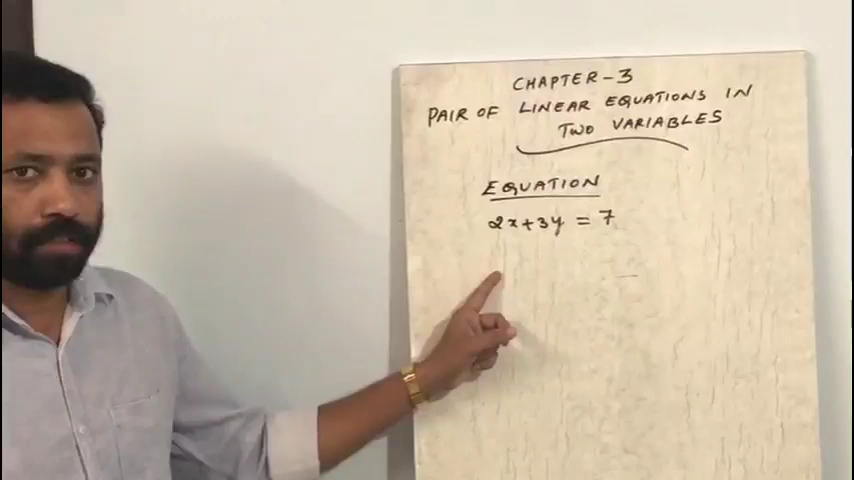 CHAPTER-3
PAIR OF LINEAR EQUATIONS IN
TWO VARIABLES
EQUATION
2x+3y = 7